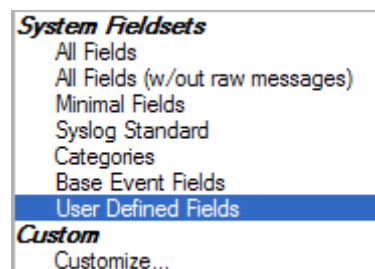 System Fieldsets
All Fields
All Fields (w/out raw messages)
Minimal Fields
Syslog Standard
Categories
Base Event Fields
User Defined Fields
Custom
Customize...